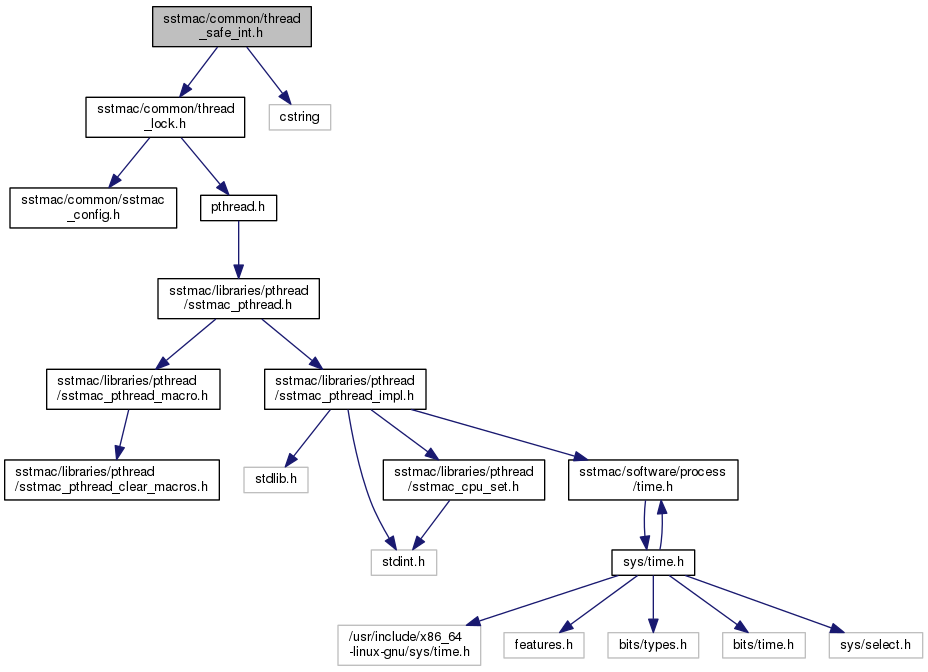 sstmac/common/thread
_safe_int.h
sstmac/common/thread
_lock.h
cstring
sstmac/common/sstmac
_config.h
pthread.h
sstmac/libraries/pthread
/sstmac_pthread.h
sstmac/libraries/pthread
/sstmac_pthread_macro.h
sstmac/libraries/pthread
/sstmac_pthread_impl.h
sstmac/libraries/pthread
/sstmac_pthread_clear_macros.h
stdlib.h
sstmac/libraries/pthread
/sstmac_cpu_set.h
sstmac/software/process
/time.h
stdint.h
sys/time.h
/usr/include/x86_64
-linux-gnu/sys/time.h
features.h
bits/types.h
bits/time.h
sys/select.h